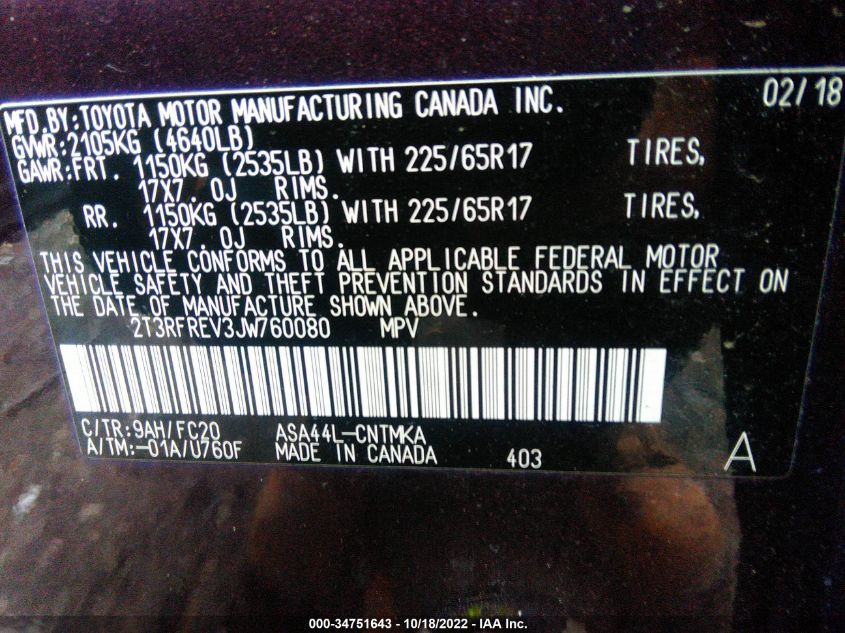 MFD.BY:TOYOTA MOTOR MANUFACTURING CANADA INC. 02/18
GVWR:2105KG (4640LB)
GAWR:FRT. 1150KG (2535LB) WITH 225/65R17 TIRES,
17X7.0J RIMS.
RR. 1150KG (2535LB) WITH 225/65R17 TIRES,
17X7.0J RIMS.
THIS VEHICLE CONFORMS TO ALL APPLICABLE FEDERAL MOTOR
VEHICLE SAFETY AND THEFT PREVENTION STANDARDS IN EFFECT ON
THE DATE OF MANUFACTURE SHOWN ABOVE.
2T3RFREV3JW760080 MPV
C/TR:9AH/FC20 ASA44L-CNTMKA
A/TM:-01A/U760F MADE IN CANADA 403 A
000-34751643 - 10/18/2022 - IAA Inc.